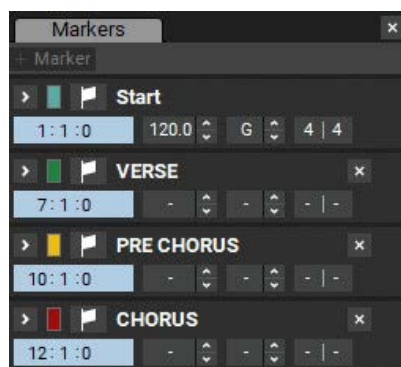 Markers ×
+ Marker
Start
1:1:0 120.0 G 4 | 4
VERSE ×
7:1:0 - - - | -
PRE CHORUS ×
10:1:0 - - - | -
CHORUS ×
12:1:0 - - - | -